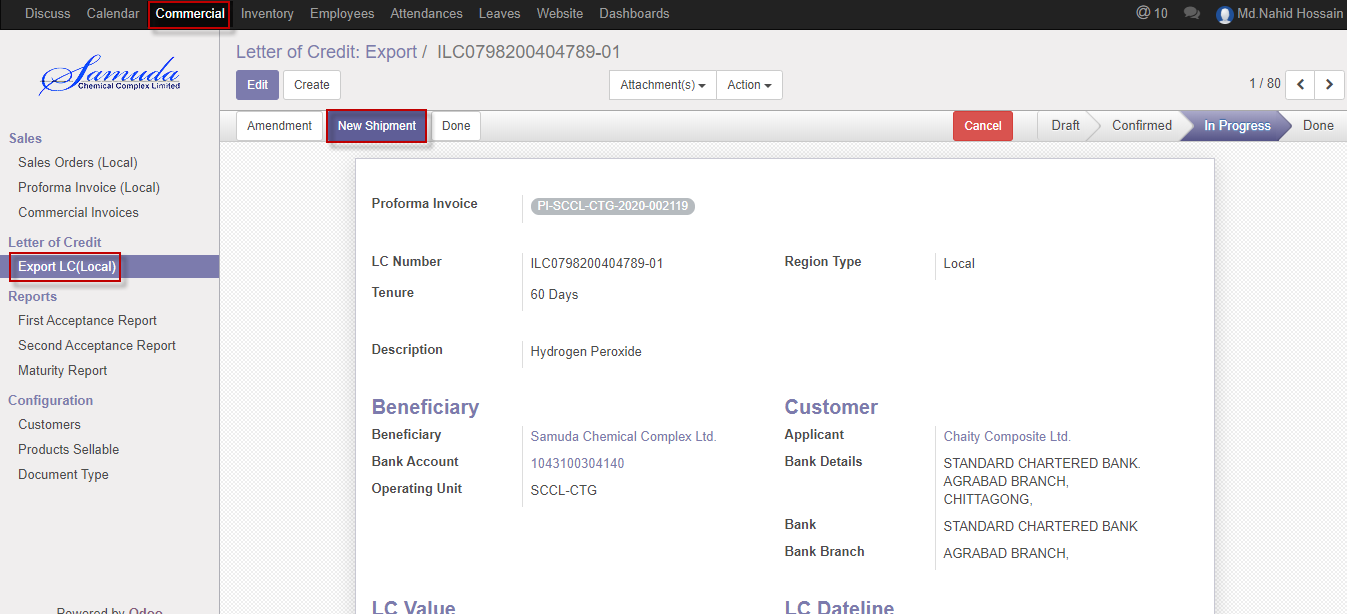 Discuss Calendar Commercial Inventory Employees Attendances Leaves Website Dashboards @ 10 Md.Nahid Hossain
Samuda
Chemical Complex Limited
Letter of Credit: Export / ILC0798200404789-01
Edit Create Attachment(s) Action 1 / 80
Amendment New Shipment Done Cancel Draft Confirmed In Progress Done
Sales
Sales Orders (Local)
Proforma Invoice (Local)
Commercial Invoices
Letter of Credit
Export LC(Local)
Reports
First Acceptance Report
Second Acceptance Report
Maturity Report
Configuration
Customers
Products Sellable
Document Type
Powered by Odoo
Proforma Invoice PI-SCCL-CTG-2020-002119
LC Number ILC0798200404789-01 Region Type Local
Tenure 60 Days
Description Hydrogen Peroxide
Beneficiary Customer
Beneficiary Samuda Chemical Complex Ltd. Applicant Chaity Composite Ltd.
Bank Account 1043100304140 Bank Details STANDARD CHARTERED BANK.
AGRABAD BRANCH,
Operating Unit SCCL-CTG CHITTAGONG,
Bank STANDARD CHARTERED BANK
Bank Branch AGRABAD BRANCH,
LC Value LC Dateline